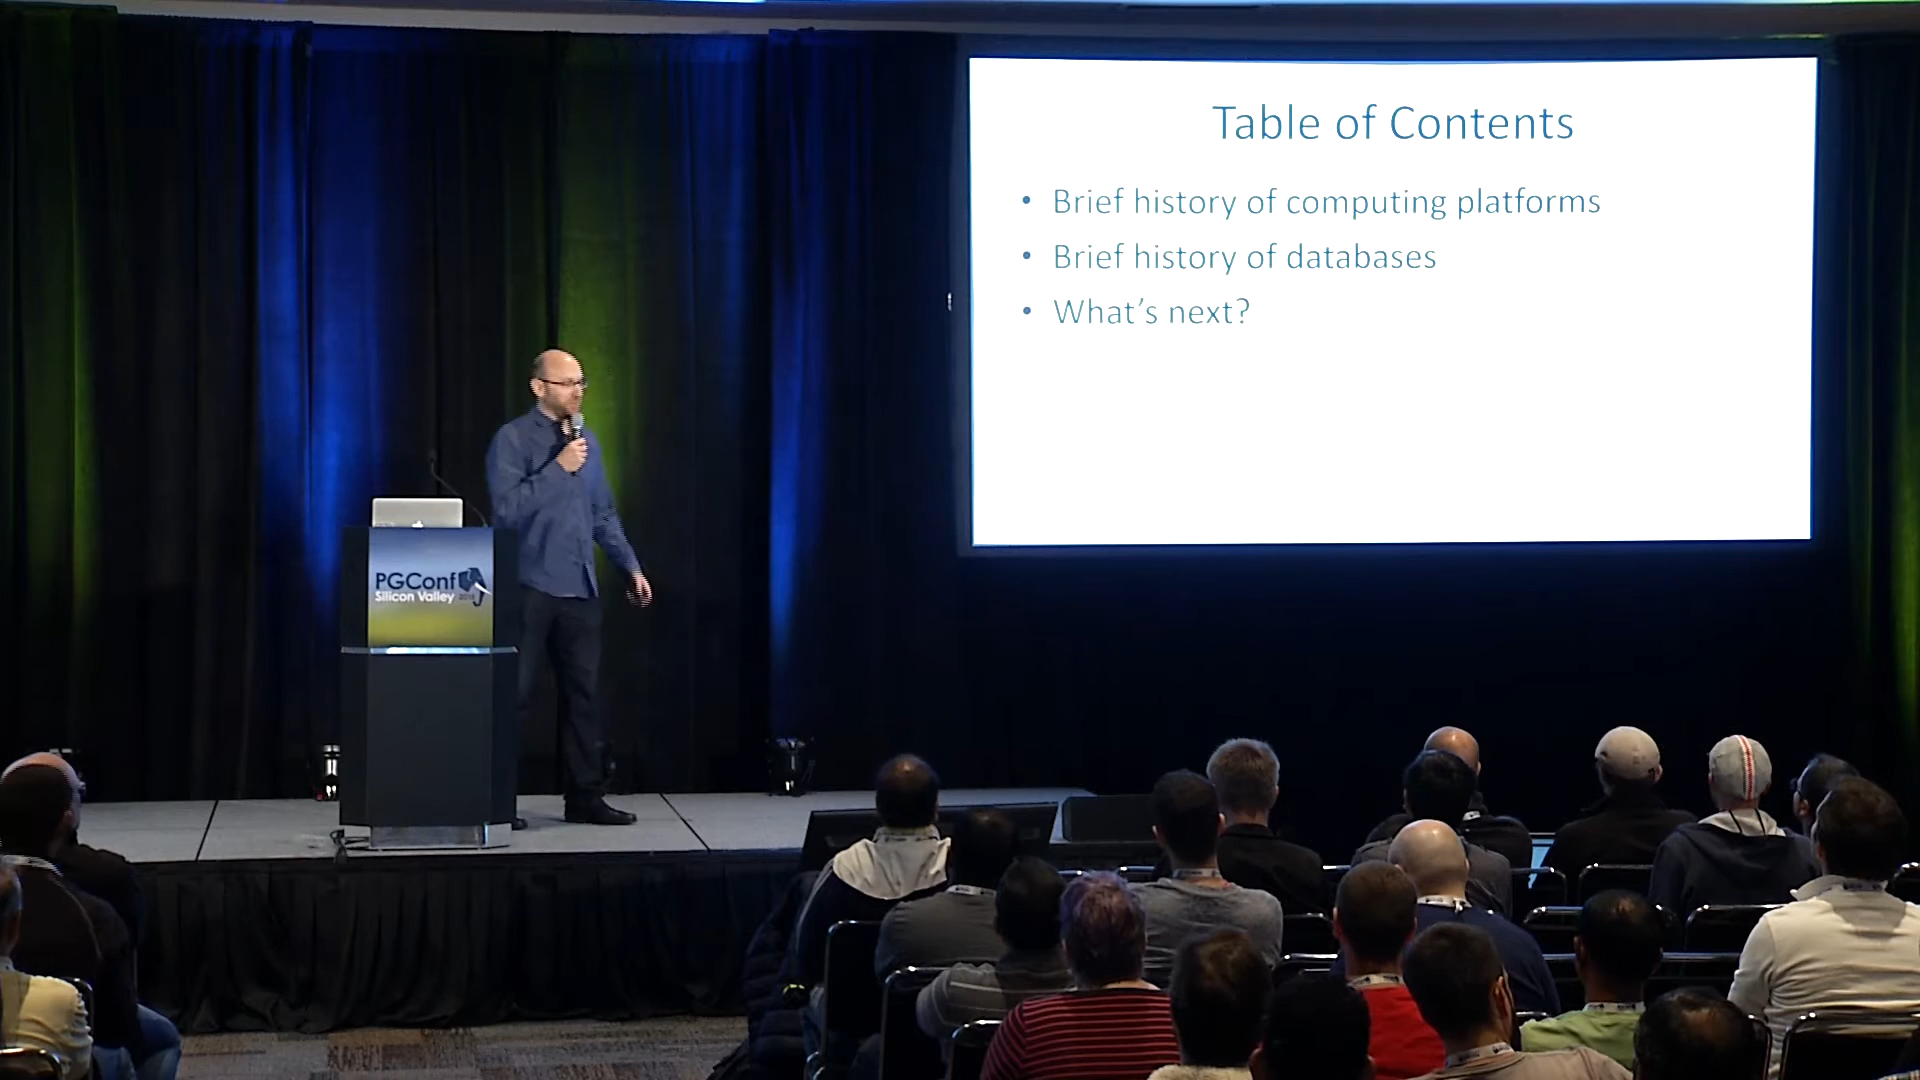 Table of Contents
• Brief history of computing platforms
• Brief history of databases
• What's next?
PGConf
Silicon Valley